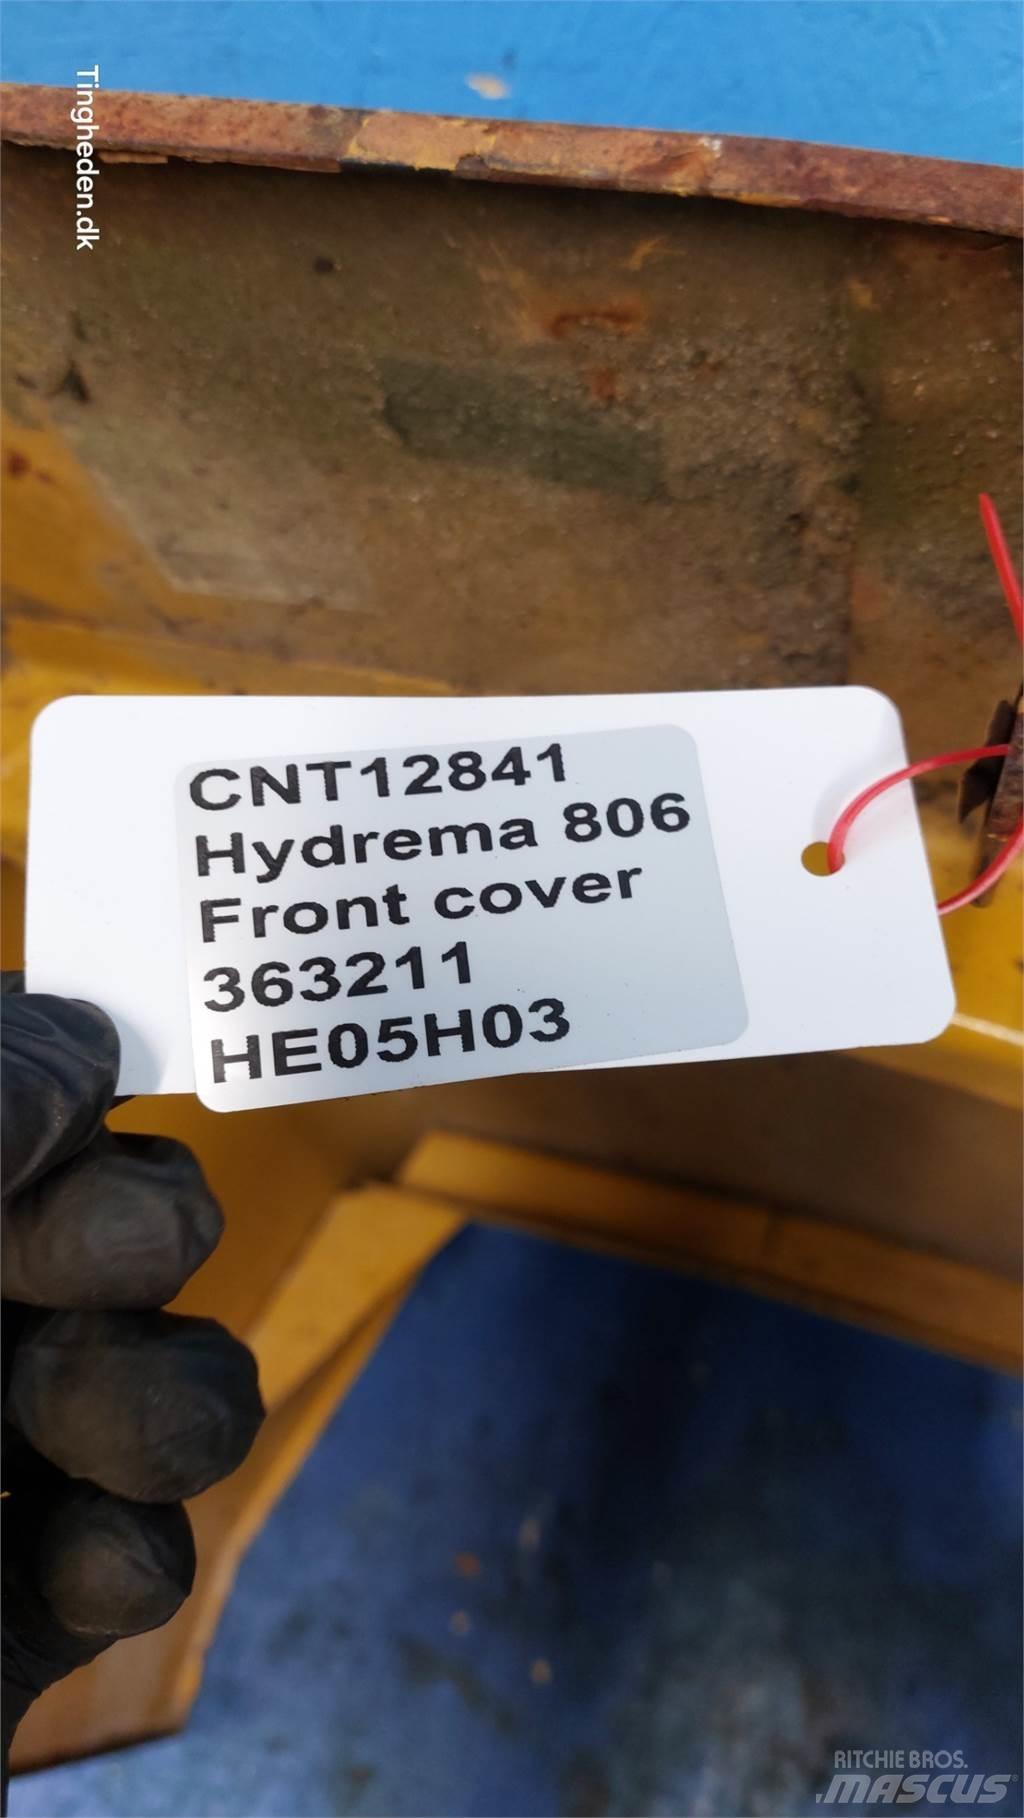 Tingheden.dk
CNT12841
Hydrema 806
Front cover
363211
HE05H03
RITCHIE BROS.
MASCUS